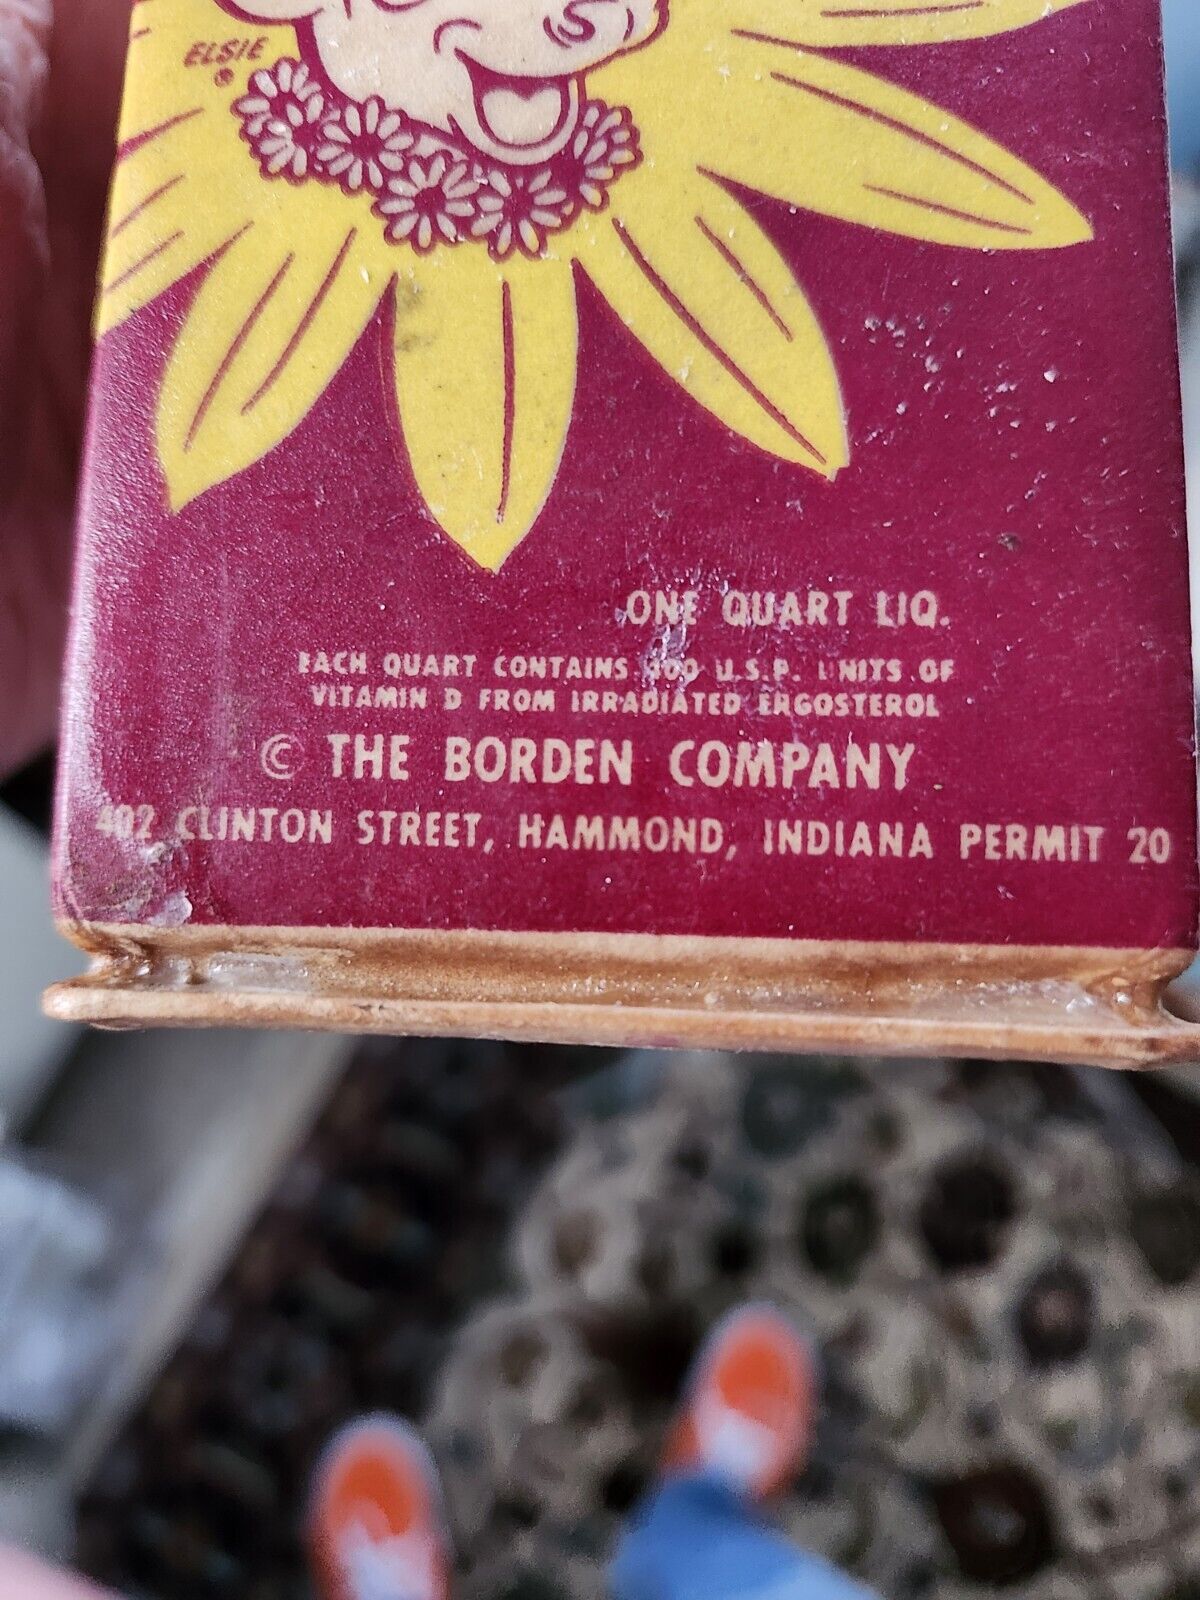 ELSIE
®
ONE QUART LIQ.
EACH QUART CONTAINS 400 U.S.P. UNITS OF
VITAMIN D FROM IRRADIATED ERGOSTEROL
© THE BORDEN COMPANY
402 CLINTON STREET, HAMMOND, INDIANA PERMIT 20